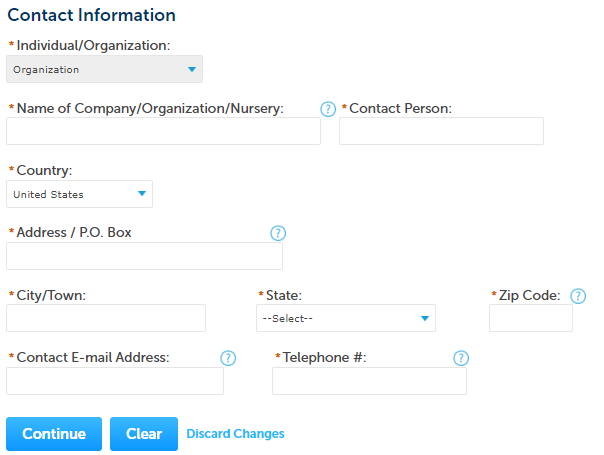 Contact Information
* Individual/Organization:
Organization
* Name of Company/Organization/Nursery: ? * Contact Person:
* Country:
United States
* Address / P.O. Box ?
* City/Town: * State: * Zip Code: ?
--Select--
* Contact E-mail Address: ? * Telephone #: ?
Continue Clear Discard Changes